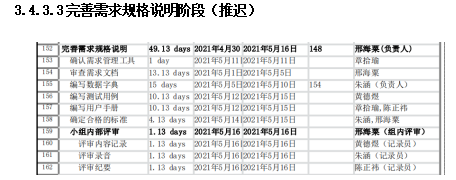 3.4.3.3完善需求规格说明阶段（推迟）
152 完善需求规格说明 49.13 days 2021年4月30 2021年5月16日 148 邢海粟(负责人)
153 确认需求管理工具 1 day 2021年5月11 2021年5月11日 章拾瑜
154 审查需求文档 13.13 days 2021年5月1日 2021年5月5日 邢海粟
155 编写数据字典 15 days 2021年5月5日 2021年5月10日 154 朱涵（负责人）
156 编写测试用例 10.13 days 2021年5月12 2021年5月15日 黄德煜
157 编写用户手册 10.13 days 2021年5月12 2021年5月15日 章拾瑜,陈正祎
158 确定合格的标准 4.13 days 2021年5月14 2021年5月15日 朱涵,邢海粟
159 小组内部评审 1.13 days 2021年5月16 2021年5月16日 邢海粟（组内评审）
160 评审内容记录 1.13 days 2021年5月16 2021年5月16日 黄德煜（记录员）
161 评审录音 1.13 days 2021年5月16 2021年5月16日 朱涵（记录员）
162 评审纪要 1.13 days 2021年5月16 2021年5月16日 陈正祎（记录员）